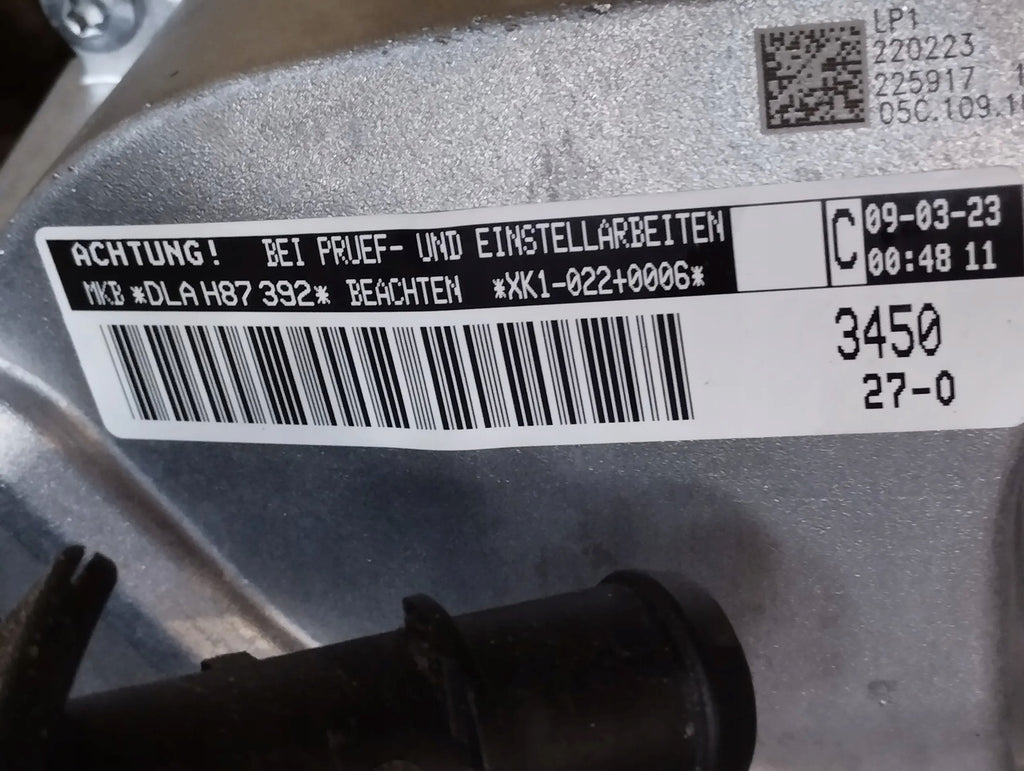 LP1
220223
225917 1
05C.109.1
ACHTUNG! BEI PRUEF- UND EINSTELLARBEITEN
MKB *DLA H87 392* BEACHTEN *XK1-022+0006*
C
09-03-23
00:48 11
3450
27-0